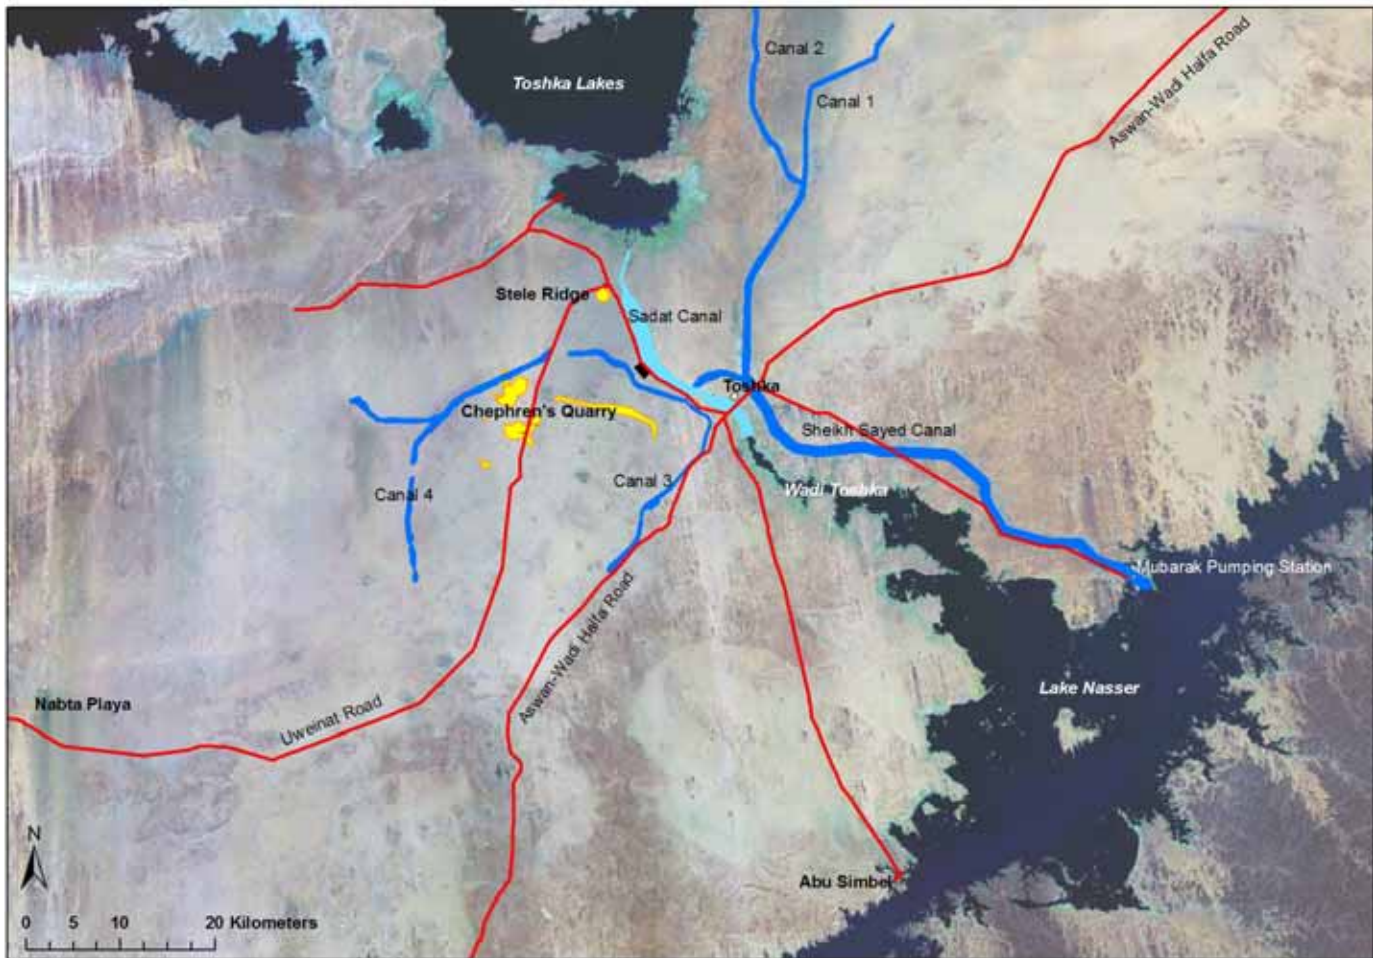 Canal 2
Toshka Lakes
Canal 1
Aswan-Wadi Halfa Road
Stele Ridge
Sadat Canal
Toshka
Chephren's Quarry
Sheikh Sayed Canal
Canal 3
Wadi Toshka
Canal 4
Mubarak Pumping Station
Aswan-Wadi Halfa Road
Lake Nasser
Nabta Playa
Uweinat Road
N
Abu Simbel
0 5 10 20 Kilometers